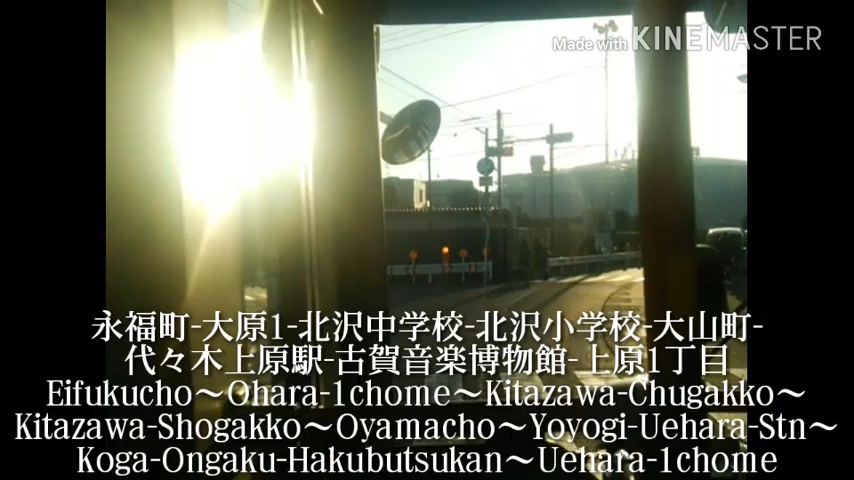 Made with KINEMASTER
永福町-大原1-北沢中学校-北沢小学校-大山町-
代々木上原駅-古賀音楽博物館-上原1丁目
Eifukucho～Ohara-1chome～Kitazawa-Chugakko～
Kitazawa-Shogakko～Oyamacho～Yoyogi-Uehara-Stn～
Koga-Ongaku-Hakubutsukan～Uehara-1chome